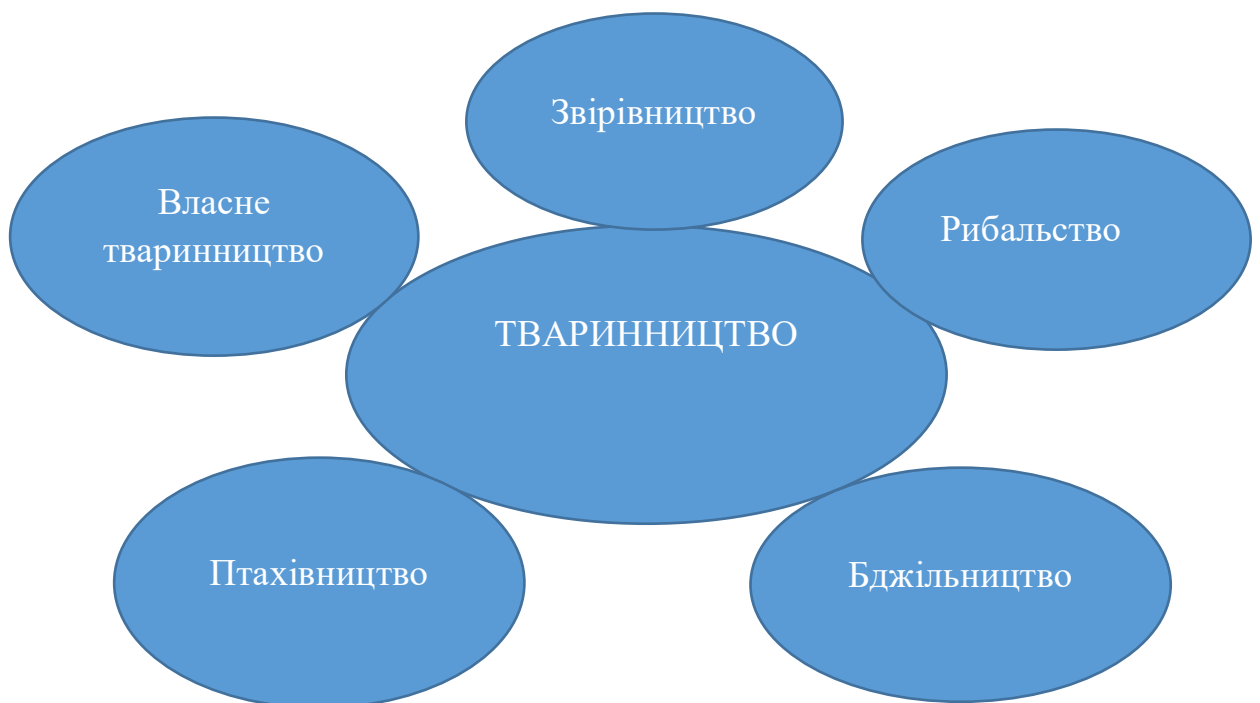 Звірівництво
Власне
тваринництво
Рибальство
ТВАРИННИЦТВО
Птахівництво
Бджільництво